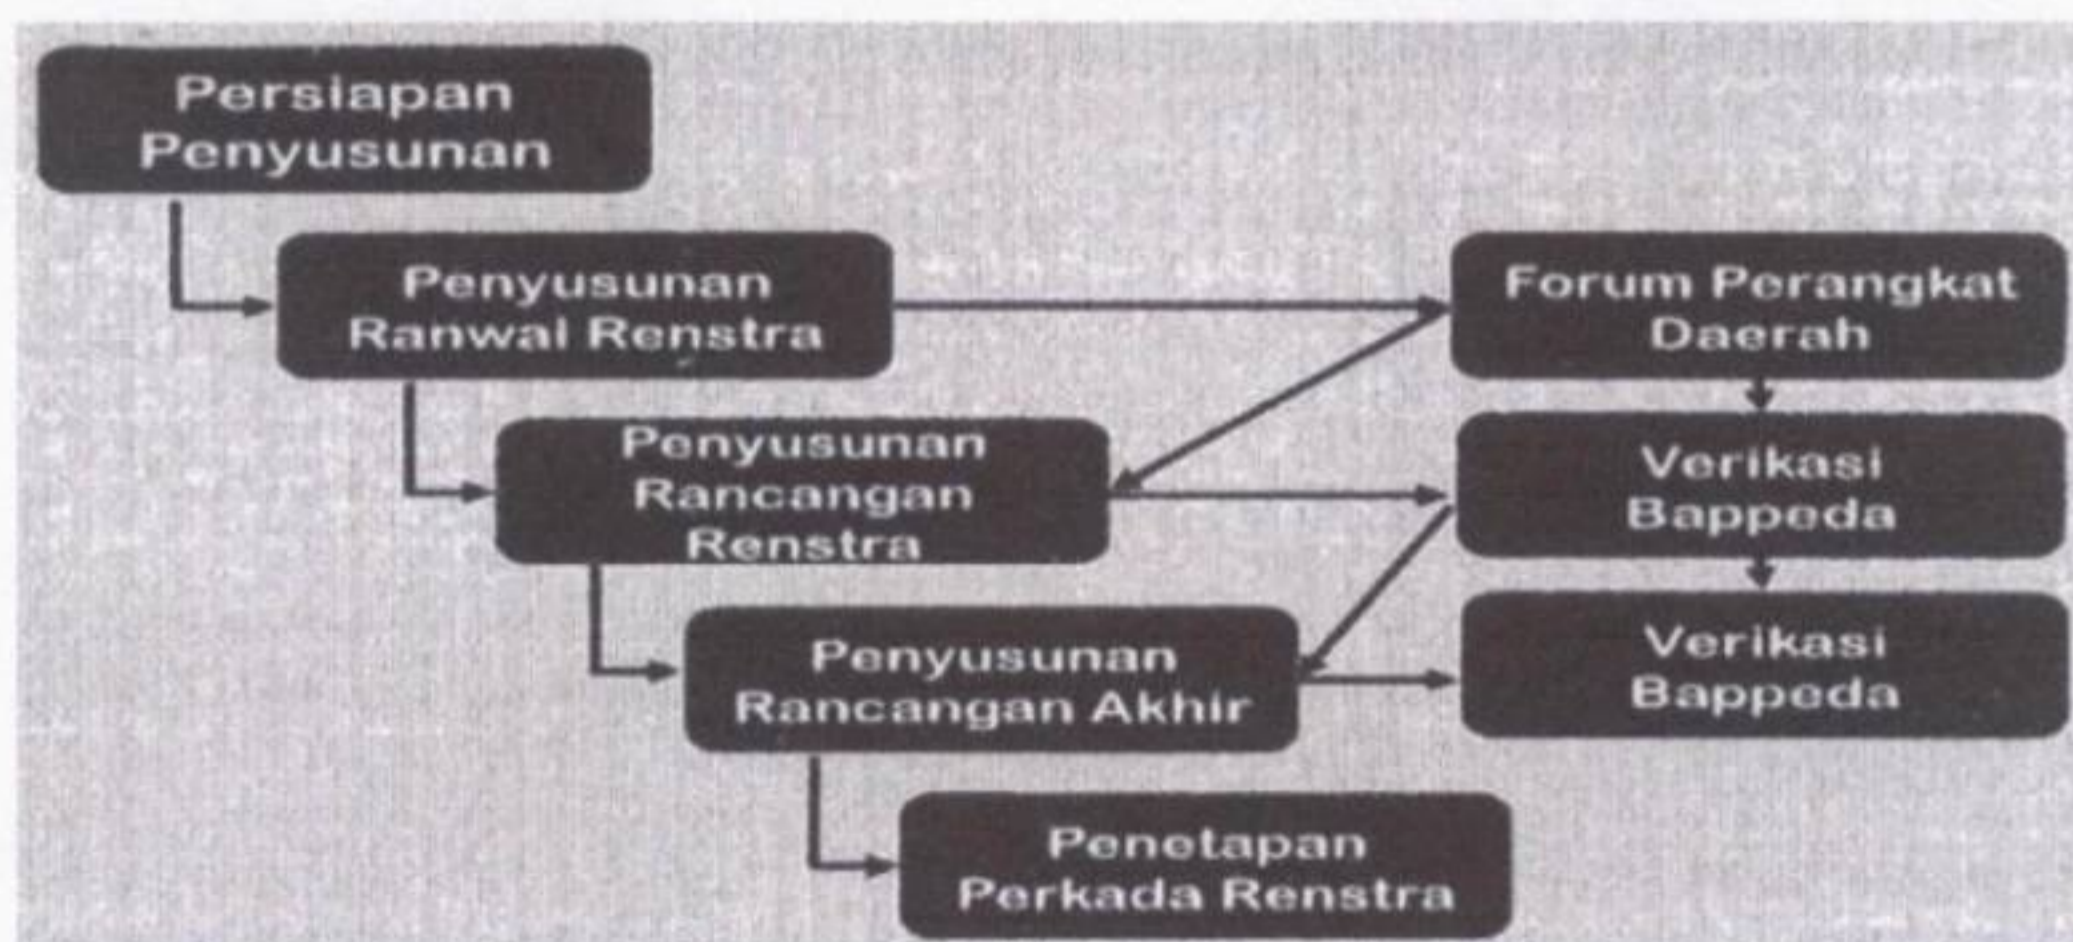 Persiapan
Penyusunan
Penyusunan
Ranwal Renstra
Forum Perangkat
Daerah
Penyusunan
Rancangan
Renstra
Verikasi
Bappeda
Penyusunan
Rancangan Akhir
Verikasi
Bappeda
Penetapan
Perkada Renstra